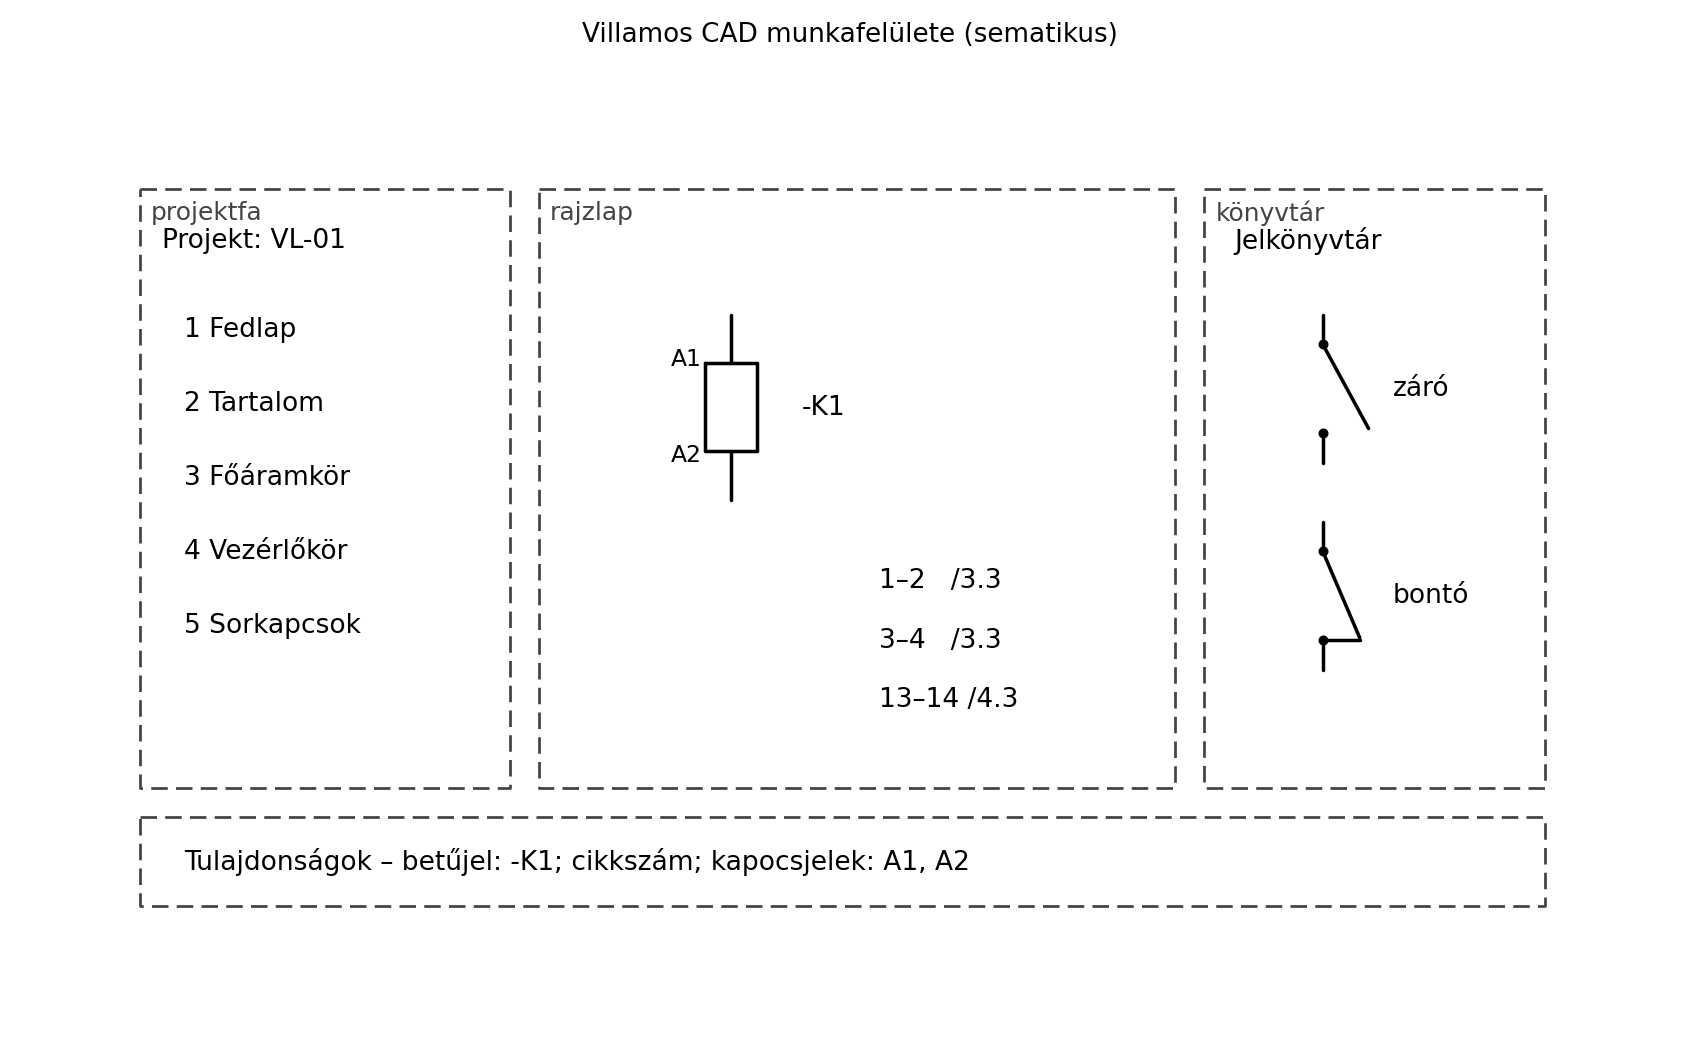 Villamos CAD munkafelülete (sematikus)
projektfa
Projekt: VL-01
1 Fedlap
2 Tartalom
3 Főáramkör
4 Vezérlőkör
5 Sorkapcsok
rajzlap
A1
-K1
A2
1–2 /3.3
3–4 /3.3
13–14 /4.3
könyvtár
Jelkönyvtár
záró
bontó
Tulajdonságok – betűjel: -K1; cikkszám; kapocsjelek: A1, A2